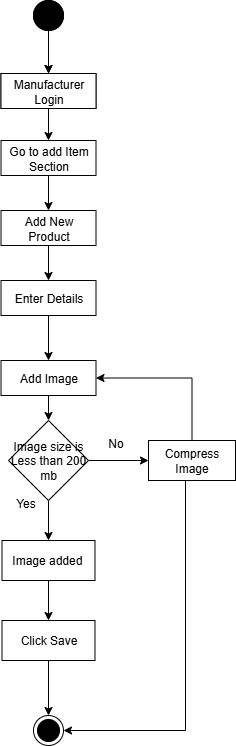 Manufacturer
Login
Go to add Item
Section
Add New
Product
Enter Details
Add Image
Image size is
Less than 200
mb
No
Compress
Image
Yes
Image added
Click Save